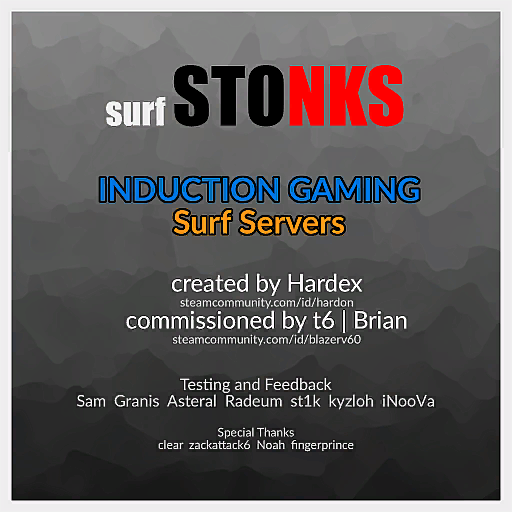 surf STONKS
INDUCTION GAMING
Surf Servers
created by Hardex
steamcommunity.com/id/hardon
commissioned by t6 | Brian
steamcommunity.com/id/blazerv60
Testing and Feedback
Sam Granis Asteral Radeum st1k kyzloh iNooVa
Special Thanks
clear zackattack6 Noah fingerprince